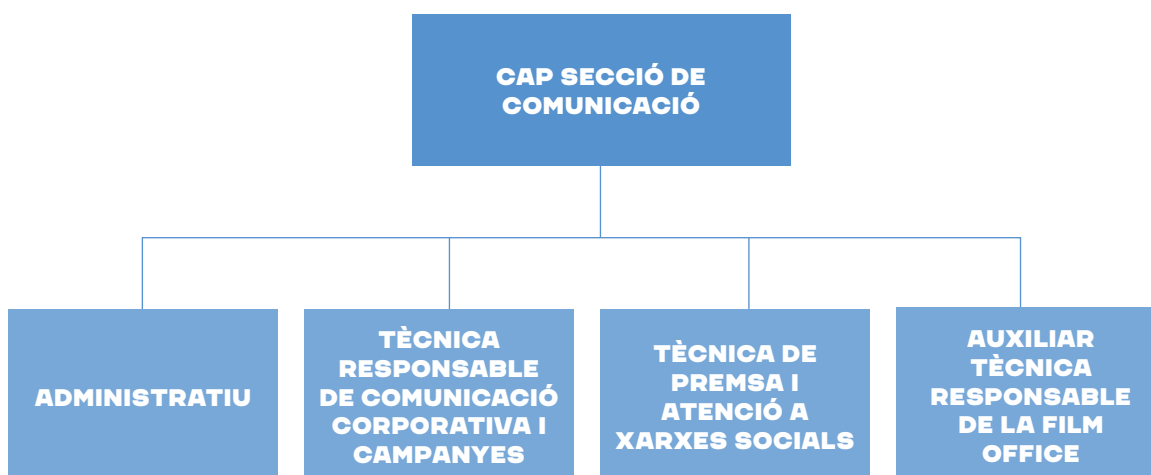 CAP SECCIÓ DE
COMUNICACIÓ
ADMINISTRATIU
TÈCNICA
RESPONSABLE
DE COMUNICACIÓ
CORPORATIVA I
CAMPANYES
TÈCNICA DE
PREMSA I
ATENCIÓ A
XARXES SOCIALS
AUXILIAR
TÈCNICA
RESPONSABLE
DE LA FILM
OFFICE